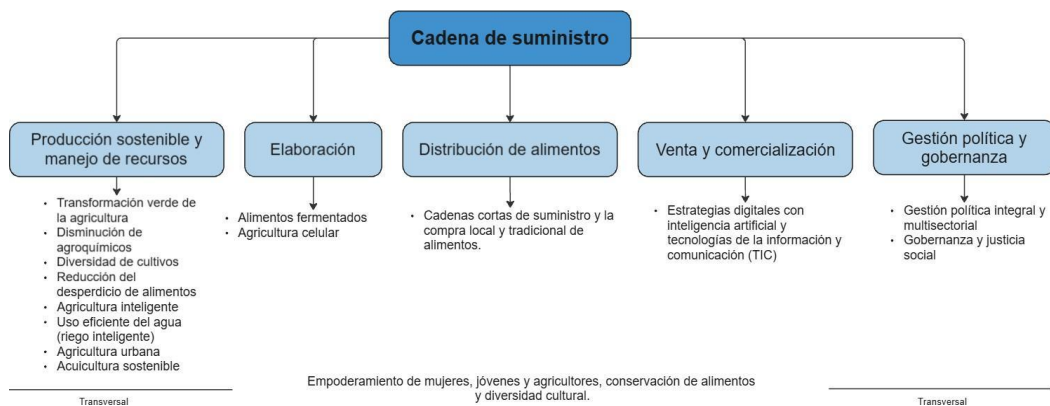 Cadena de suministro
Producción sostenible y
manejo de recursos
• Transformación verde de
la agricultura
• Disminución de
agroquímicos
• Diversidad de cultivos
• Reducción del
desperdicio de alimentos
• Agricultura inteligente
• Uso eficiente del agua
(riego inteligente)
• Agricultura urbana
• Acuicultura sostenible
Elaboración
• Alimentos fermentados
• Agricultura celular
Distribución de alimentos
• Cadenas cortas de suministro y la
compra local y tradicional de
alimentos.
Venta y comercialización
• Estrategias digitales con
inteligencia artificial y
tecnologías de la información y
comunicación (TIC)
Gestión política y
gobernanza
• Gestión política integral y
multisectorial
• Gobernanza y justicia
social
Transversal
Empoderamiento de mujeres, jóvenes y agricultores, conservación de alimentos
y diversidad cultural.
Transversal